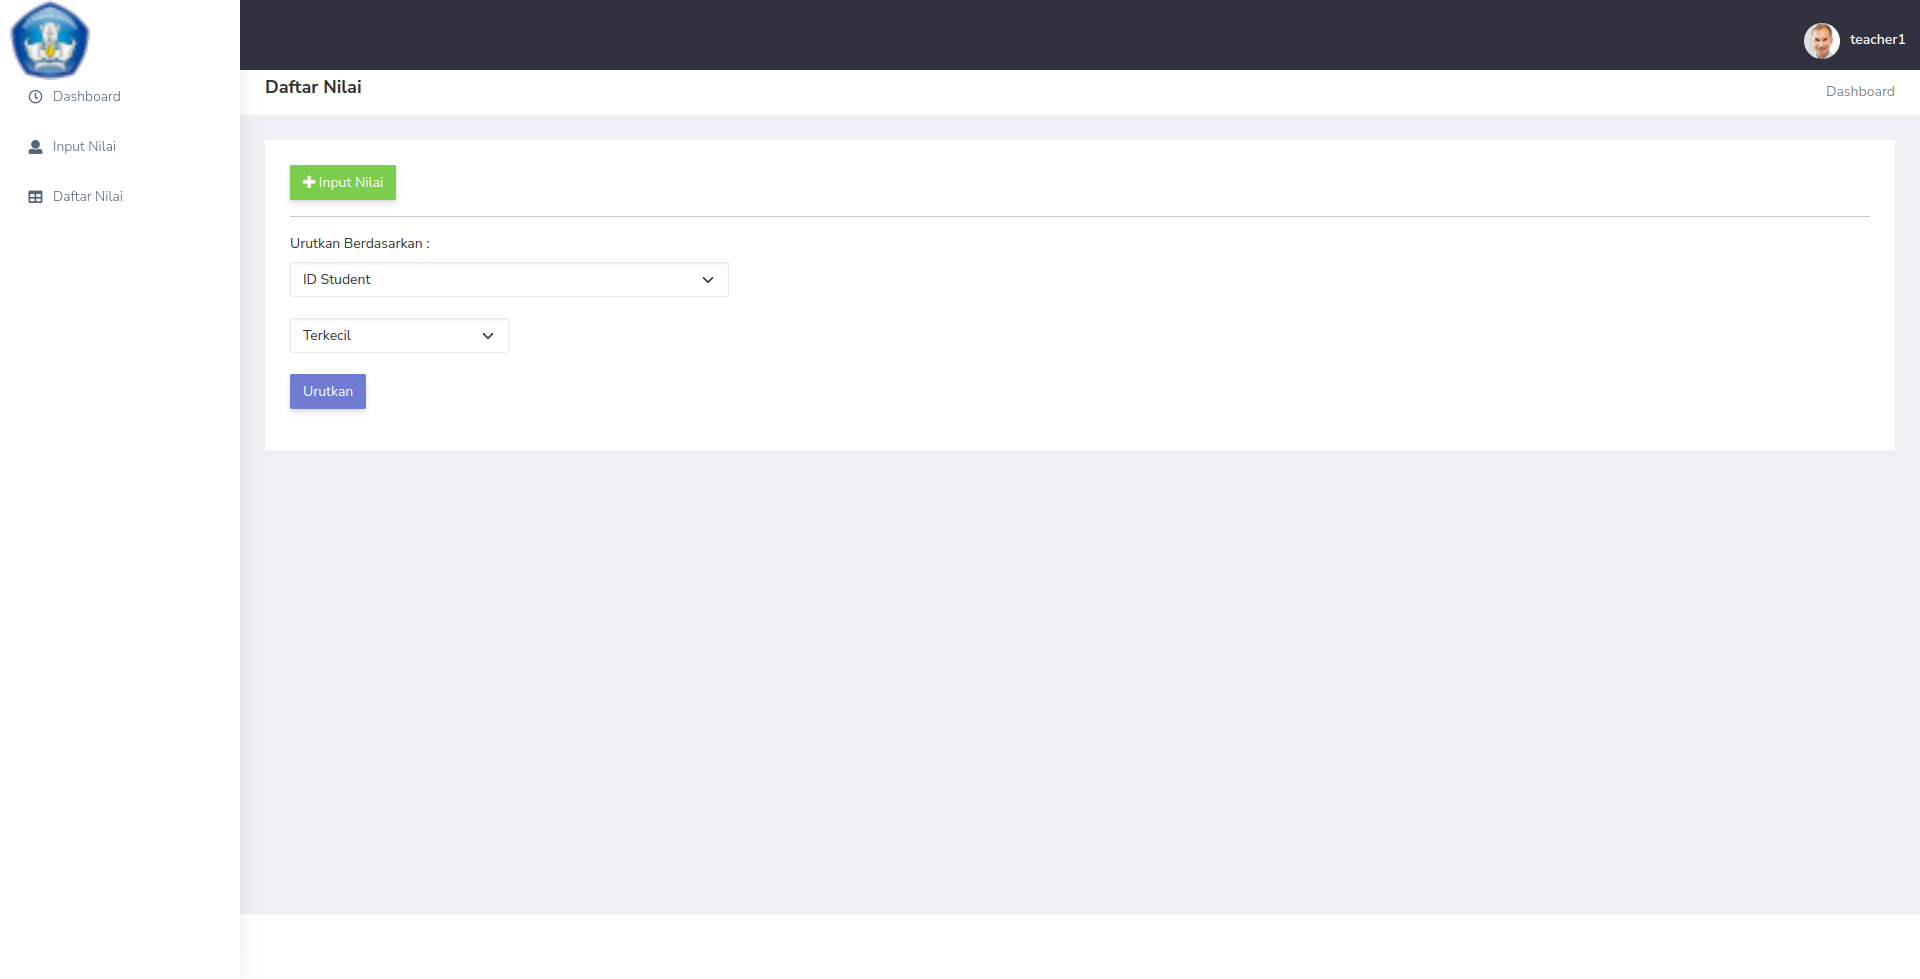 teacher1
Dashboard
Input Nilai
Daftar Nilai
Daftar Nilai
Dashboard
Input Nilai
Urutkan Berdasarkan :
ID Student
Terkecil
Urutkan